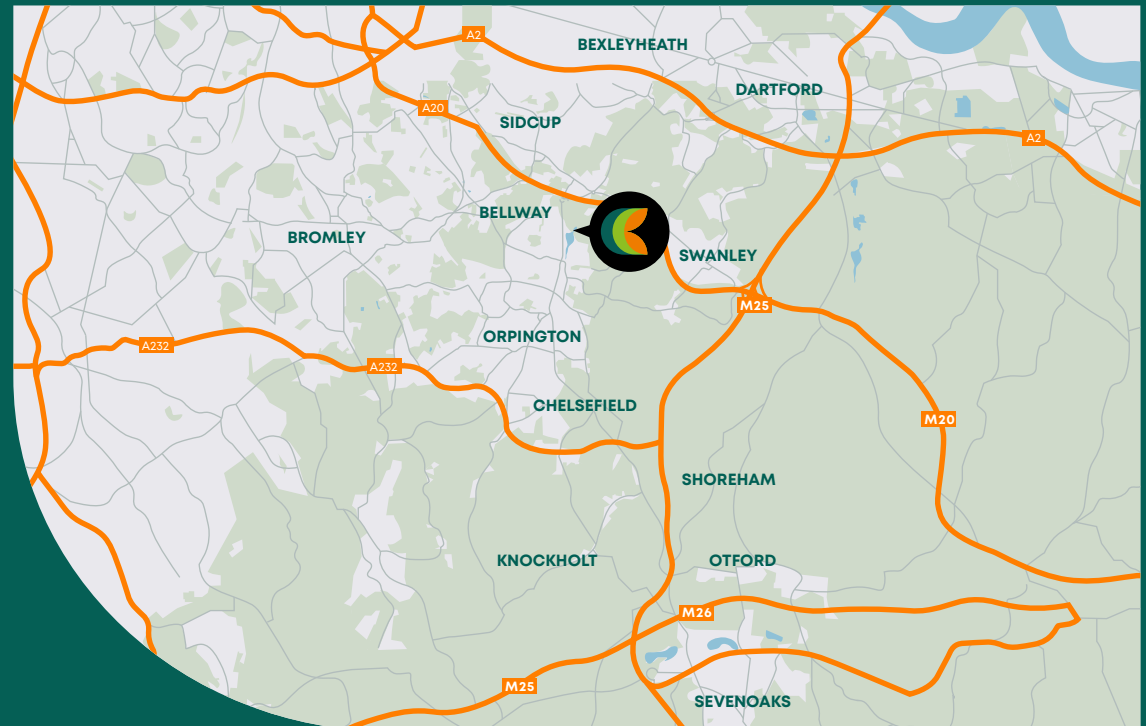 A2
BEXLEYHEATH
DARTFORD
A20
SIDCUP
A2
BELLWAY
BROMLEY
SWANLEY
M25
ORPINGTON
A232
A232
CHELSEFIELD
M20
SHOREHAM
KNOCKHOLT
OTFORD
M26
M25
SEVENOAKS